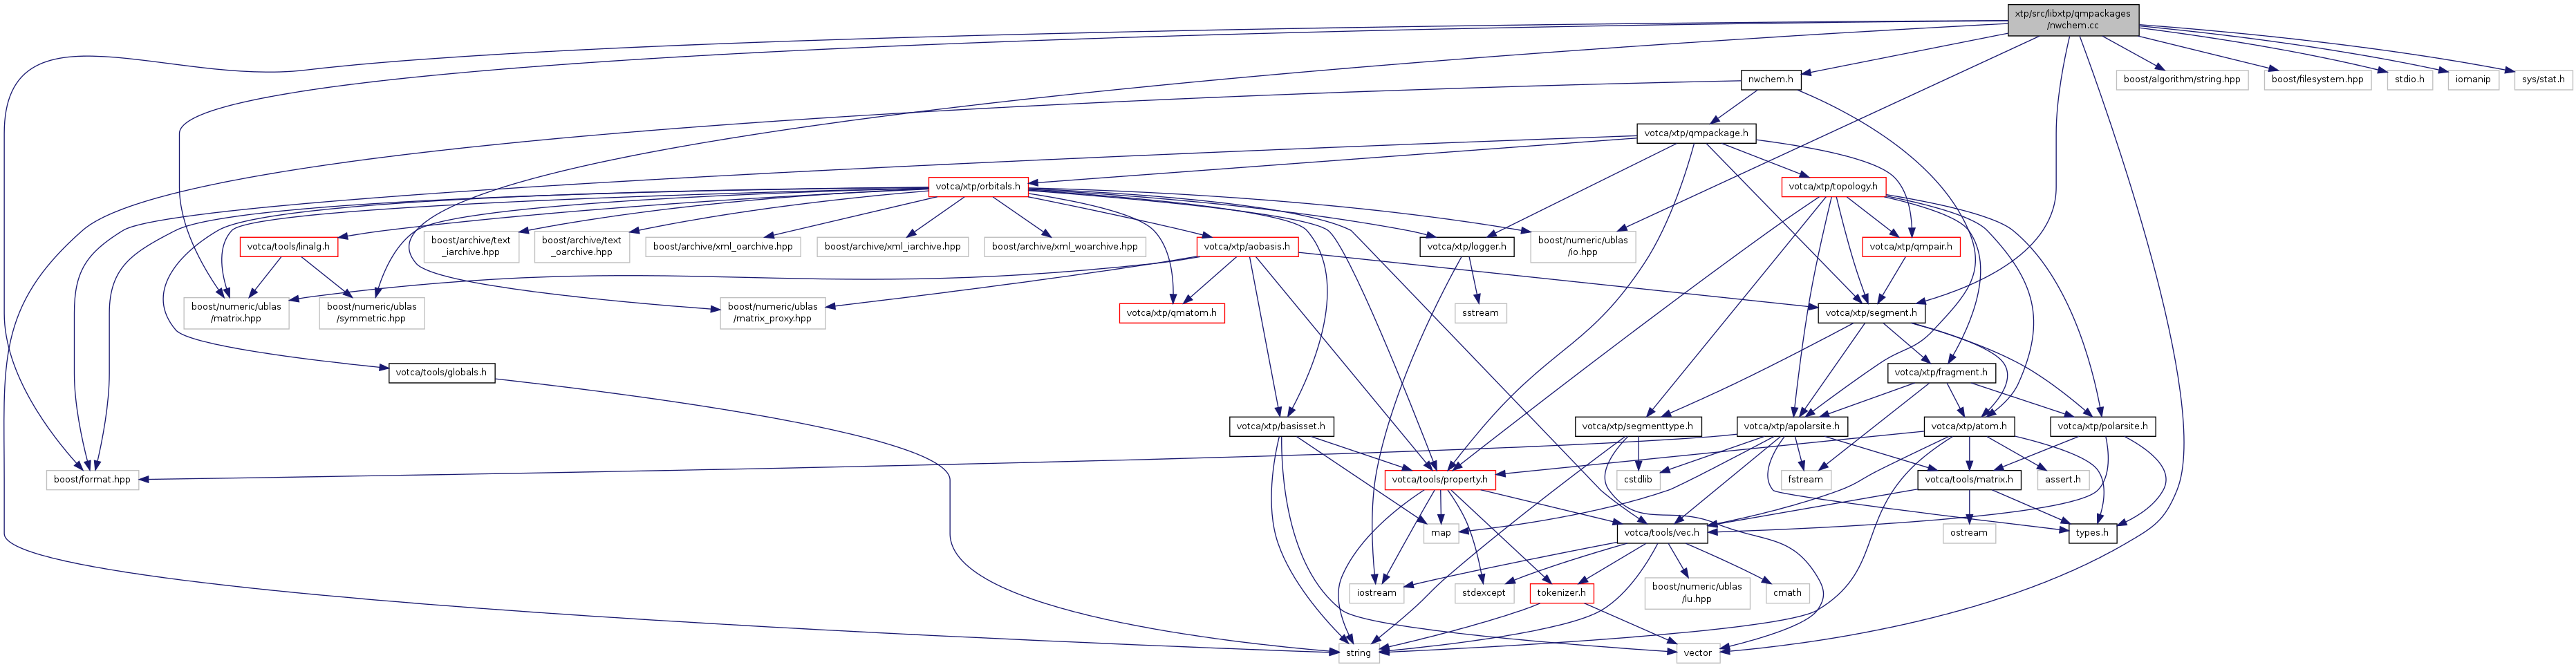 xtp/src/libxtp/qmpackages
/nwchem.cc
nwchem.h
boost/algorithm/string.hpp
boost/filesystem.hpp
stdio.h
iomanip
sys/stat.h
votca/xtp/qmpackage.h
votca/xtp/orbitals.h
votca/xtp/topology.h
votca/tools/linalg.h
boost/archive/text
_iarchive.hpp
boost/archive/text
_oarchive.hpp
boost/archive/xml_oarchive.hpp
boost/archive/xml_iarchive.hpp
boost/archive/xml_woarchive.hpp
votca/xtp/aobasis.h
votca/xtp/logger.h
boost/numeric/ublas
/io.hpp
votca/xtp/qmpair.h
boost/numeric/ublas
/matrix.hpp
boost/numeric/ublas
/symmetric.hpp
votca/xtp/qmatom.h
boost/numeric/ublas
/matrix_proxy.hpp
sstream
votca/xtp/segment.h
votca/tools/globals.h
votca/xtp/fragment.h
votca/xtp/basisset.h
votca/xtp/segmenttype.h
votca/xtp/apolarsite.h
votca/xtp/atom.h
votca/xtp/polarsite.h
boost/format.hpp
votca/tools/property.h
cstdlib
fstream
votca/tools/matrix.h
assert.h
map
votca/tools/vec.h
ostream
types.h
iostream
stdexcept
tokenizer.h
boost/numeric/ublas
/lu.hpp
cmath
string
vector